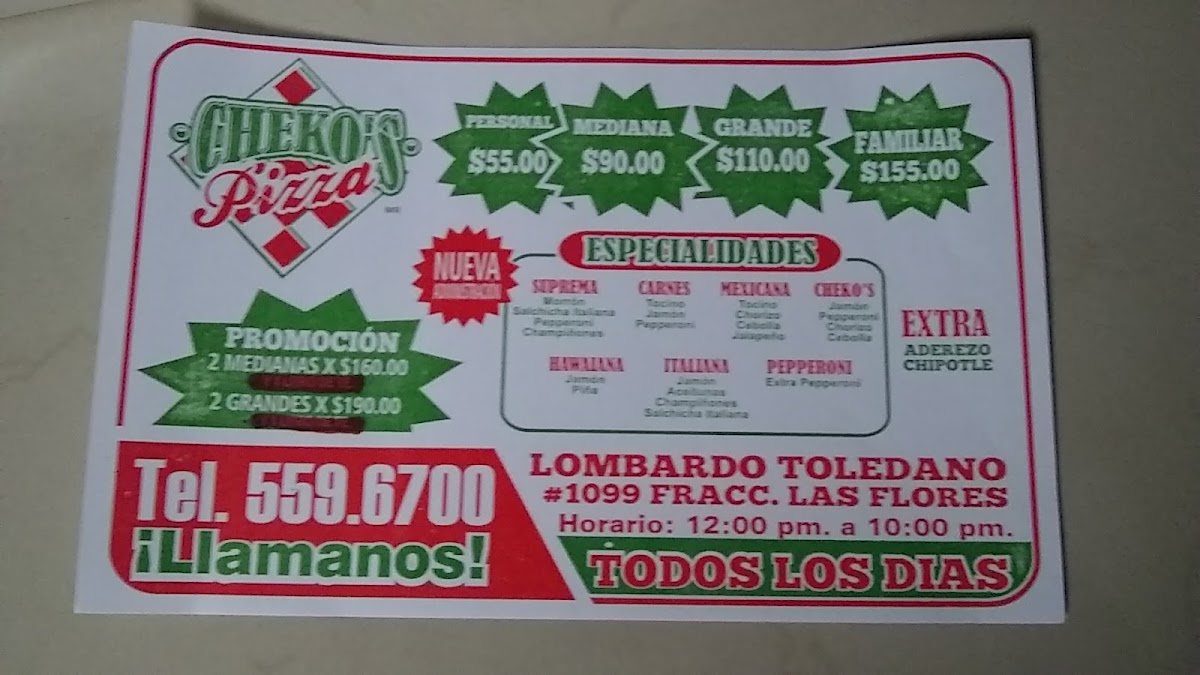 CHEKO'S
Pizza
PERSONAL
$55.00
MEDIANA
$90.00
GRANDE
$110.00
FAMILIAR
$155.00
NUEVA
ESPECIALIDADES
SUPREMA
Morrón
Salchicha Italiana
Pepperoni
Champiñones
CARNES
Tocino
Jamón
Pepperoni
MEXICANA
Tocino
Chorizo
Cebolla
Jalapeño
CHEKO'S
Jamón
Pepperoni
Chorizo
Cebolla
HAWAIANA
Jamón
Piña
ITALIANA
Jamón
Aceitunas
Champiñones
Salchicha Italiana
PEPPERONI
Extra Pepperoni
EXTRA
ADEREZO
CHIPOTLE
PROMOCIÓN
2 MEDIANAS X $160.00
2 GRANDES X $190.00
Tel. 559.6700
¡Llamanos!
LOMBARDO TOLEDANO
#1099 FRACC. LAS FLORES
Horario: 12:00 pm. a 10:00 pm.
TODOS LOS DIAS